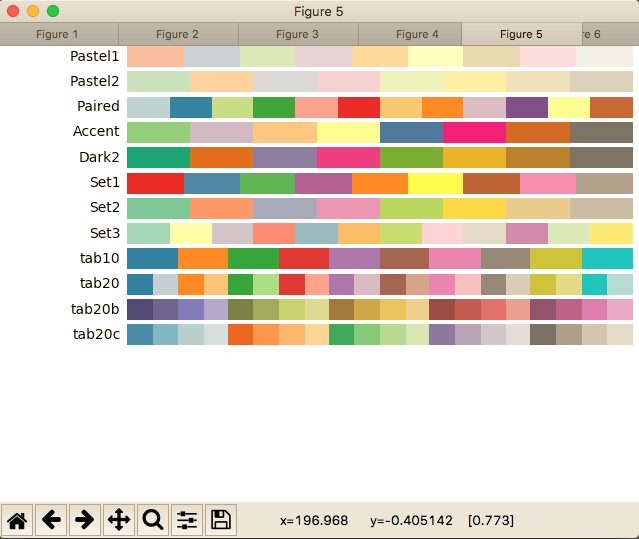 Figure 5
Figure 1 Figure 2 Figure 3 Figure 4 Figure 5 re 6
Pastel1
Pastel2
Paired
Accent
Dark2
Set1
Set2
Set3
tab10
tab20
tab20b
tab20c
x=196.968 y=-0.405142 [0.773]